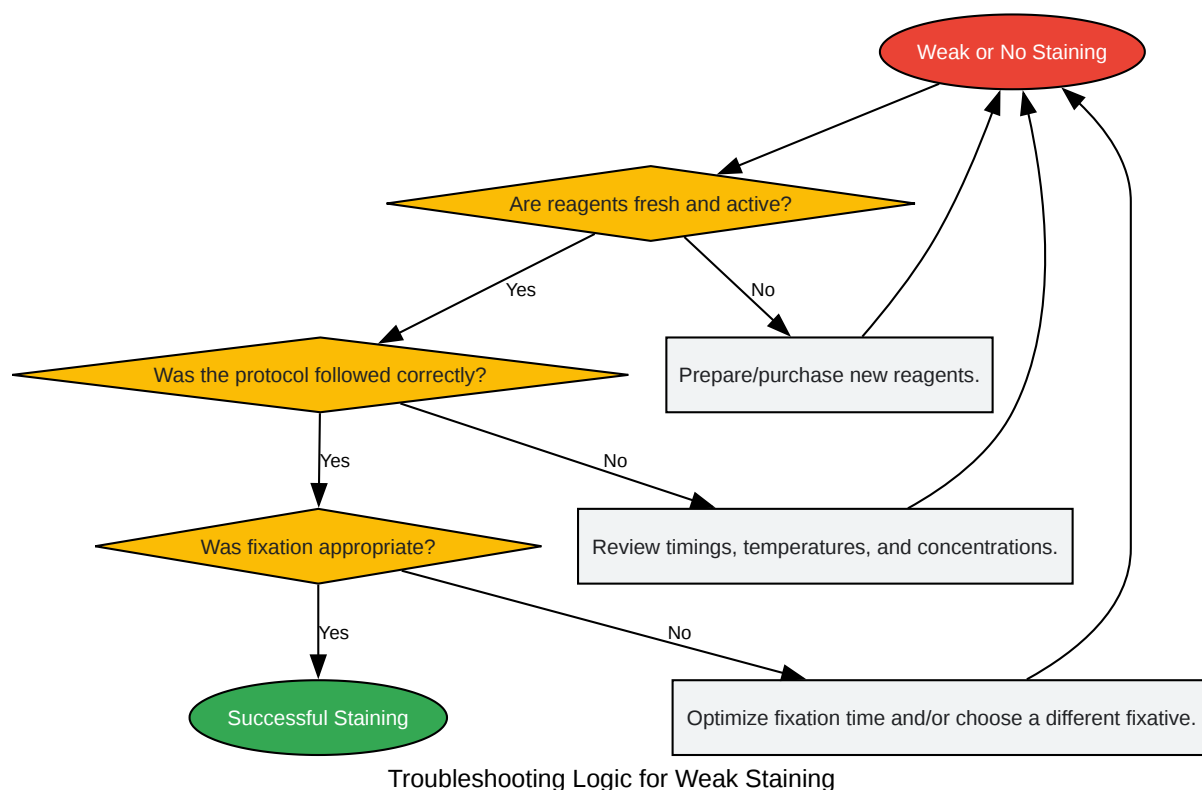 Weak or No Staining
Are reagents fresh and active?
Yes
No
Was the protocol followed correctly?
Prepare/purchase new reagents.
Yes
No
Was fixation appropriate?
Review timings, temperatures, and concentrations.
Yes
No
Successful Staining
Optimize fixation time and/or choose a different fixative.
Troubleshooting Logic for Weak Staining